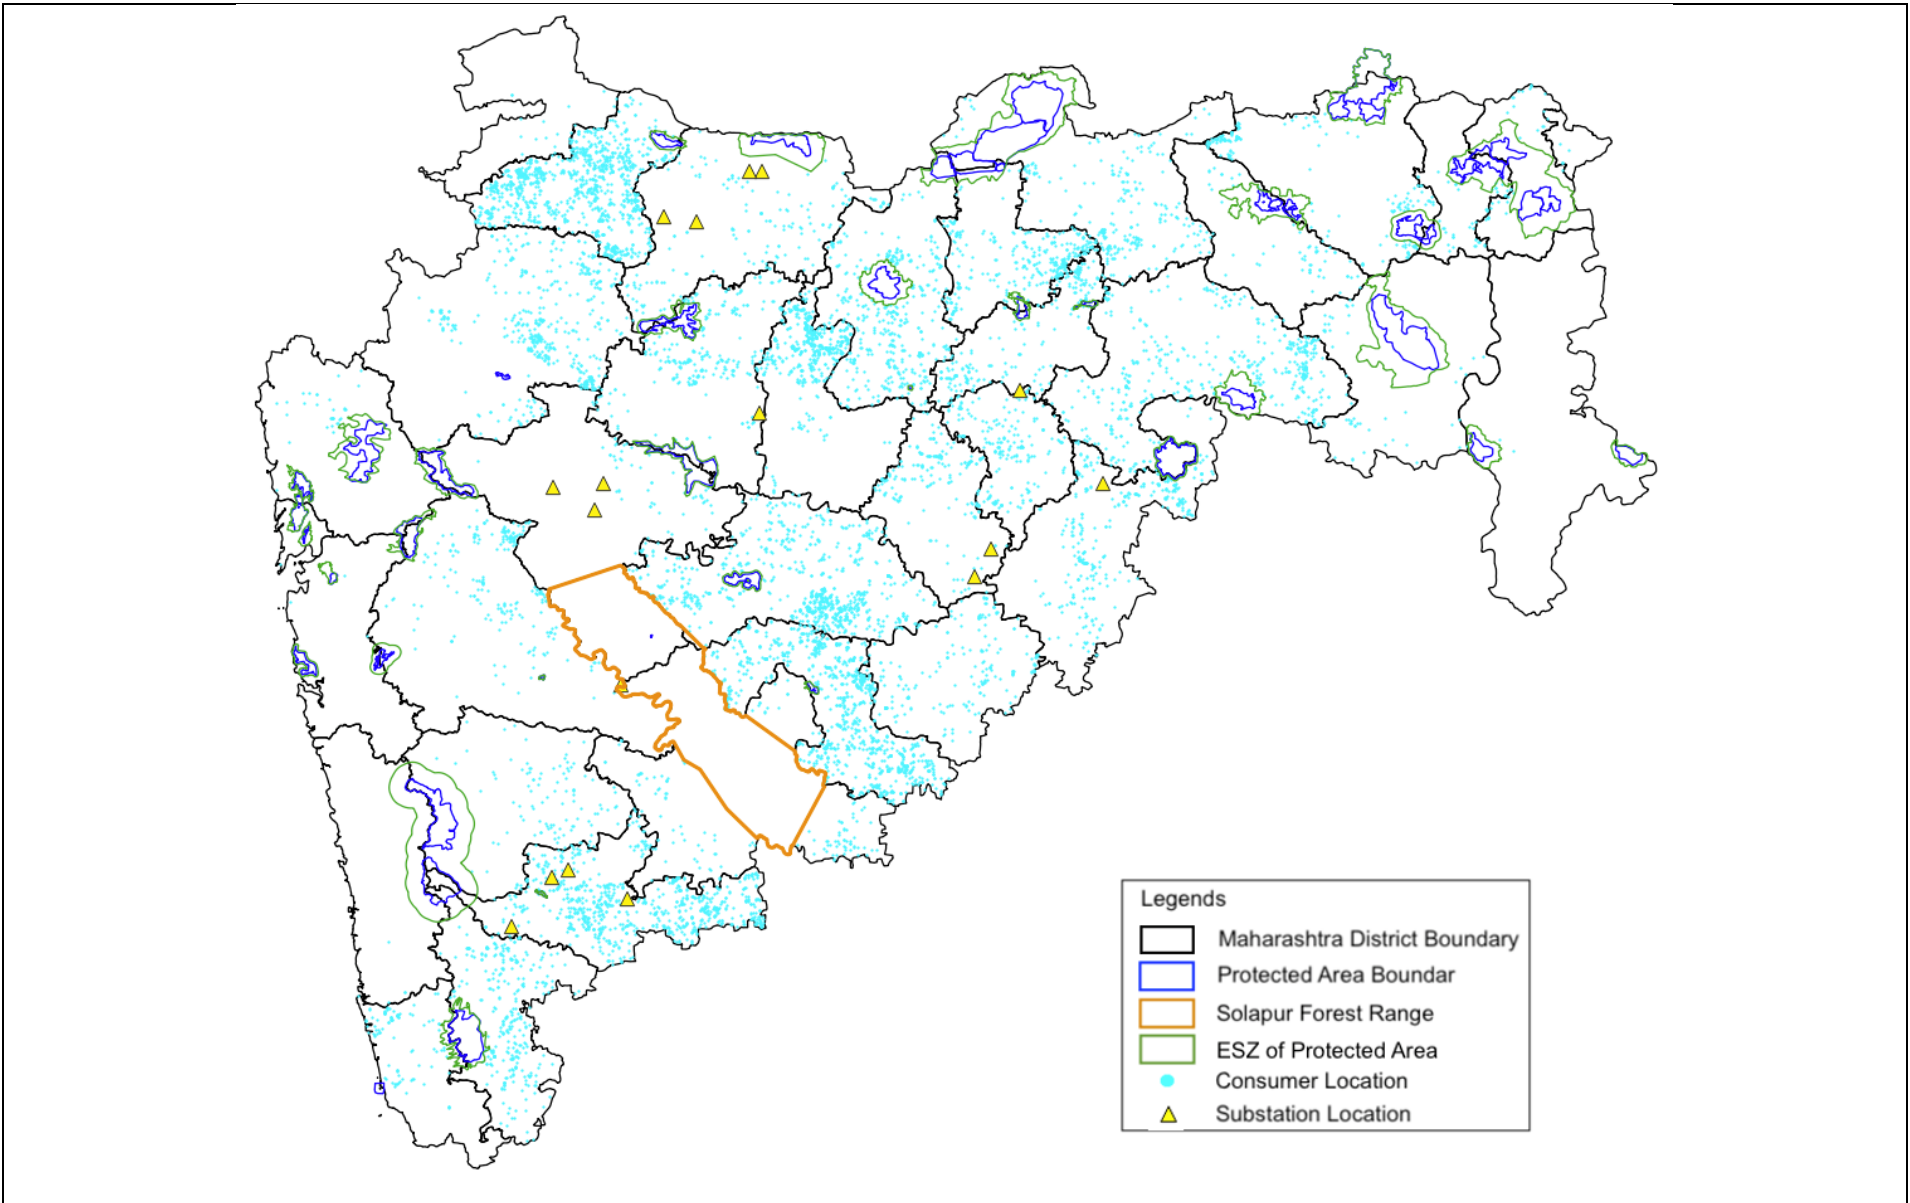 Legends
Maharashtra District Boundary
Protected Area Boundar
Solapur Forest Range
ESZ of Protected Area
Consumer Location
Substation Location